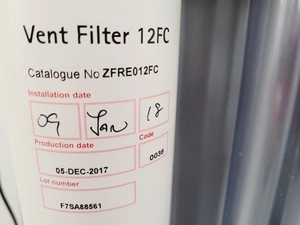 Vent Filter 12FC
Catalogue No ZFRE012FC
Installation date
09 Jan 18
Production date Code
05-DEC-2017 0039
Lot number
F7SA88561